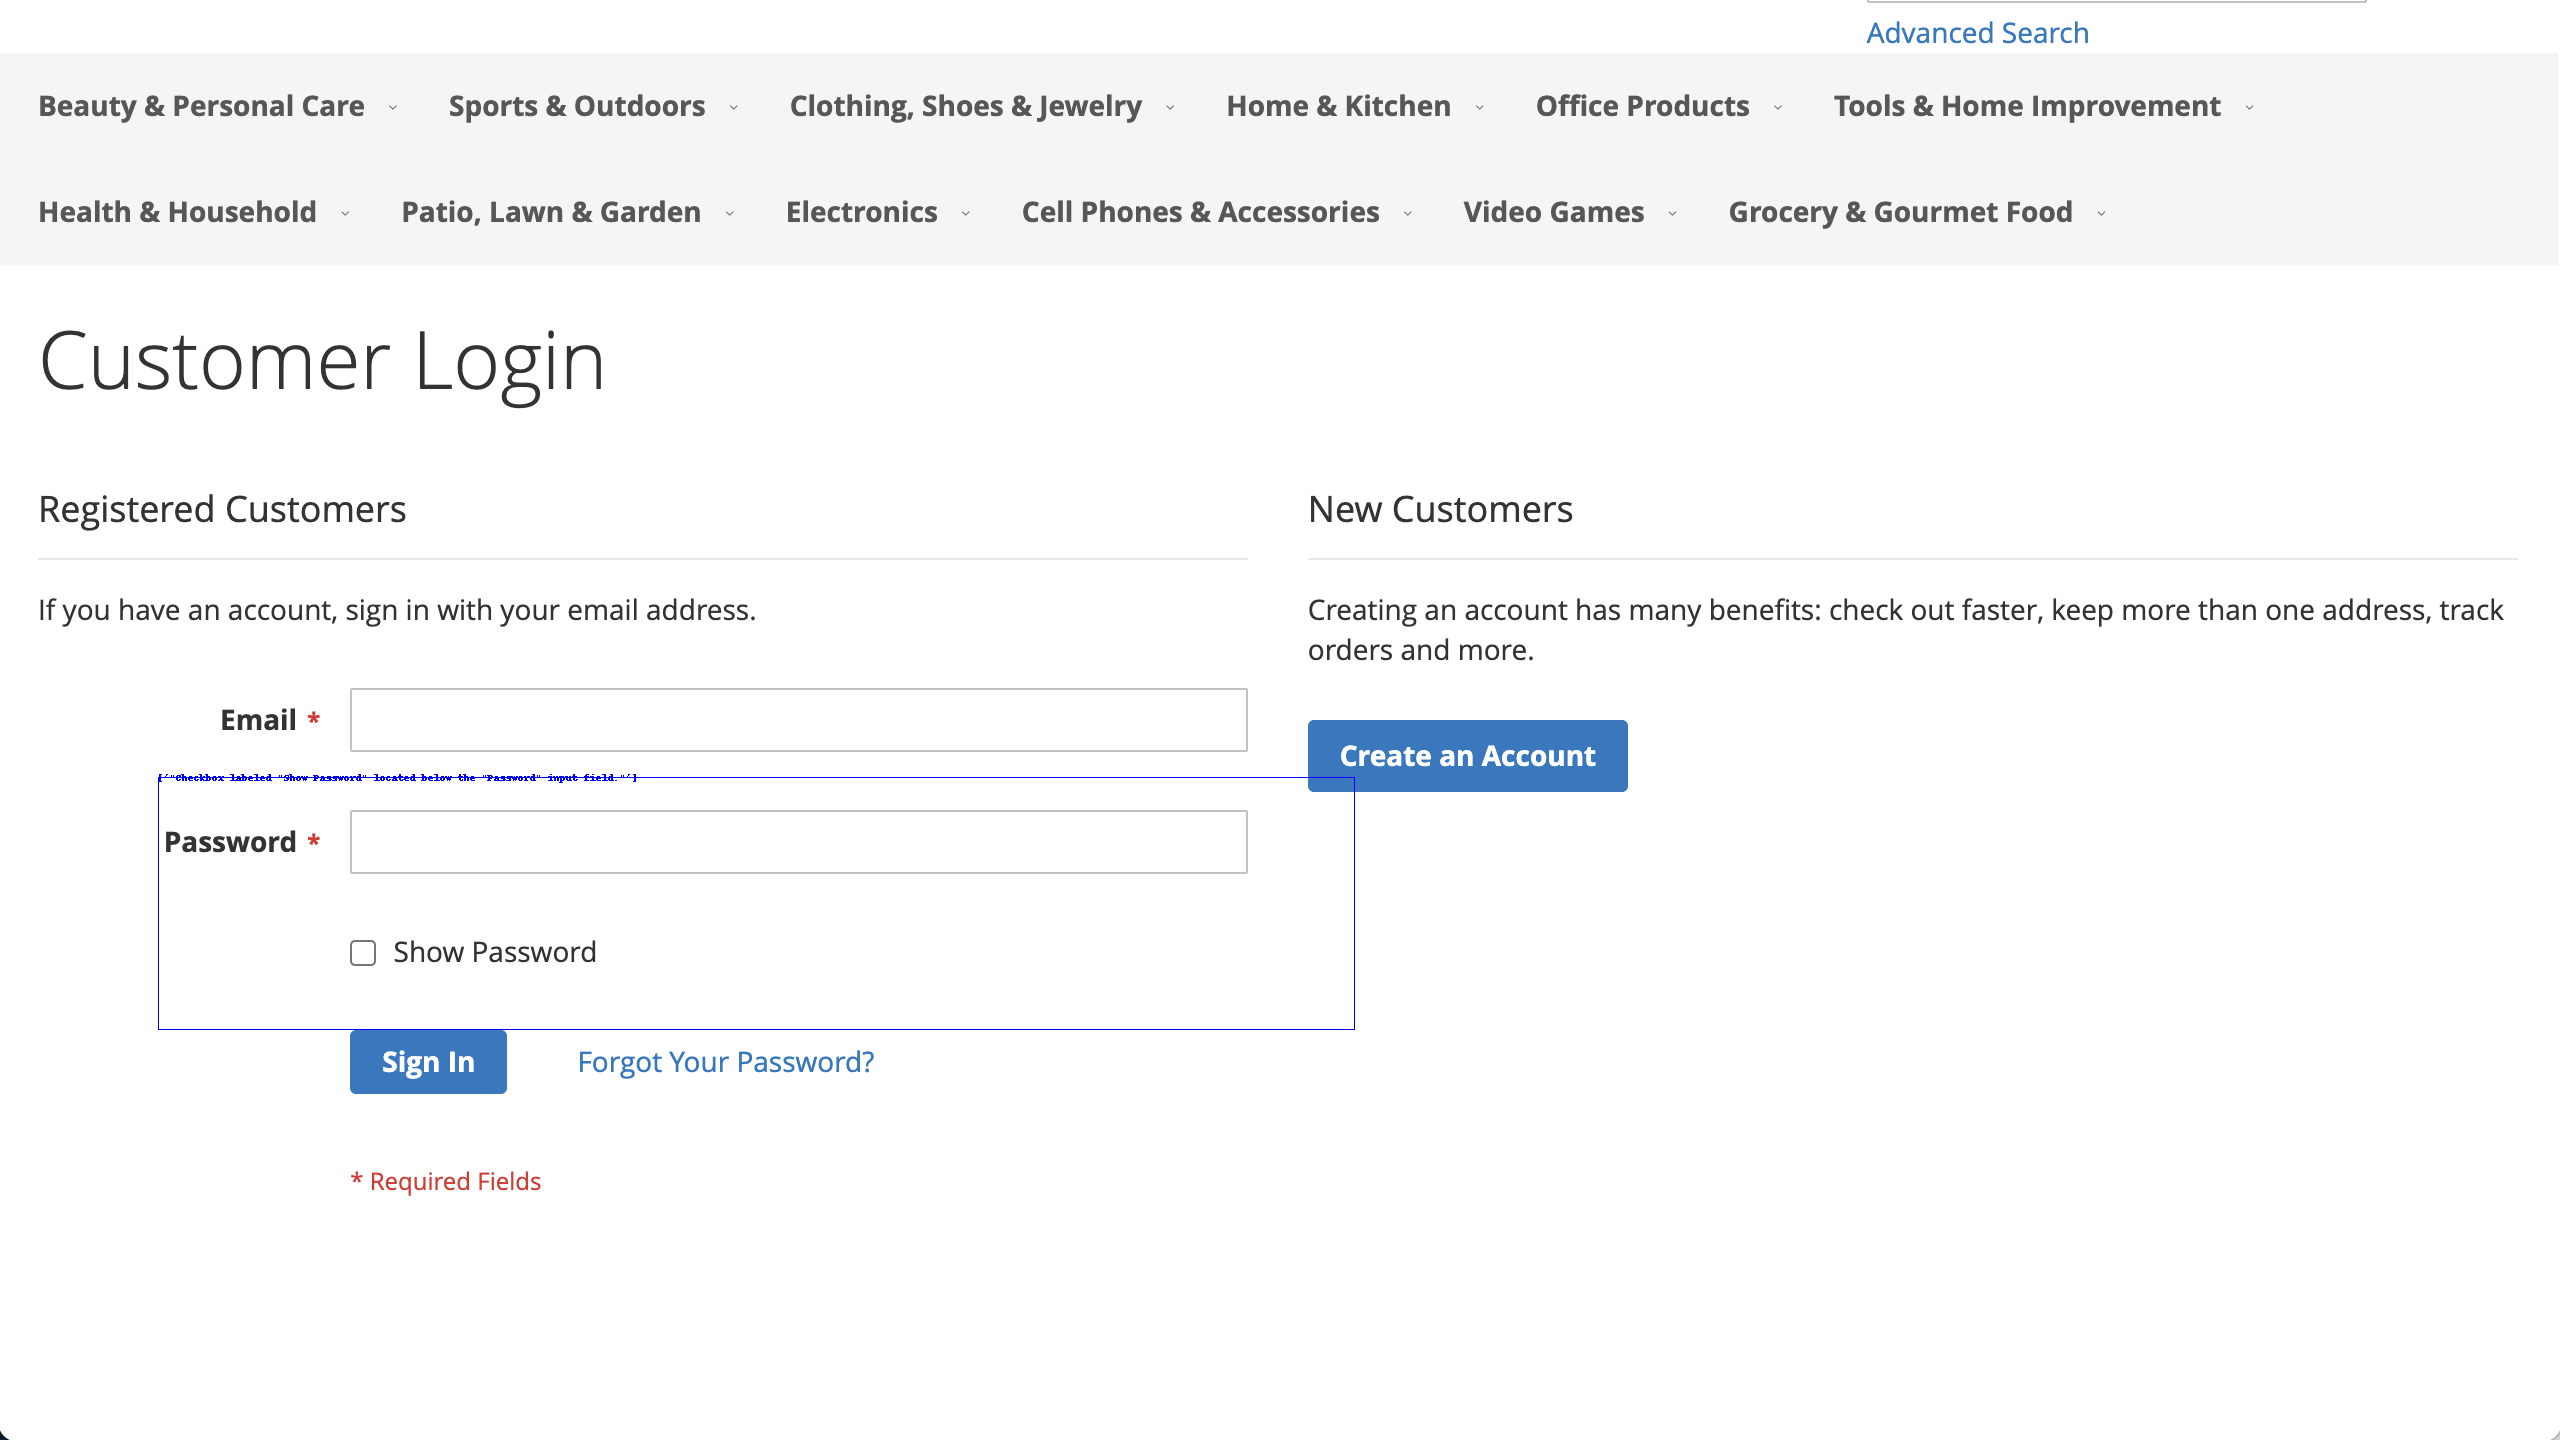 Advanced Search
Beauty & Personal Care Sports & Outdoors Clothing, Shoes & Jewelry Home & Kitchen Office Products Tools & Home Improvement
Health & Household Patio, Lawn & Garden Electronics Cell Phones & Accessories Video Games Grocery & Gourmet Food
Customer Login
Registered Customers
If you have an account, sign in with your email address.
Email *
['"Checkbox labeled "Show Password" located below the "Password" input field."']
Password *
Show Password
Sign In Forgot Your Password?
* Required Fields
New Customers
Creating an account has many benefits: check out faster, keep more than one address, track
orders and more.
Create an Account